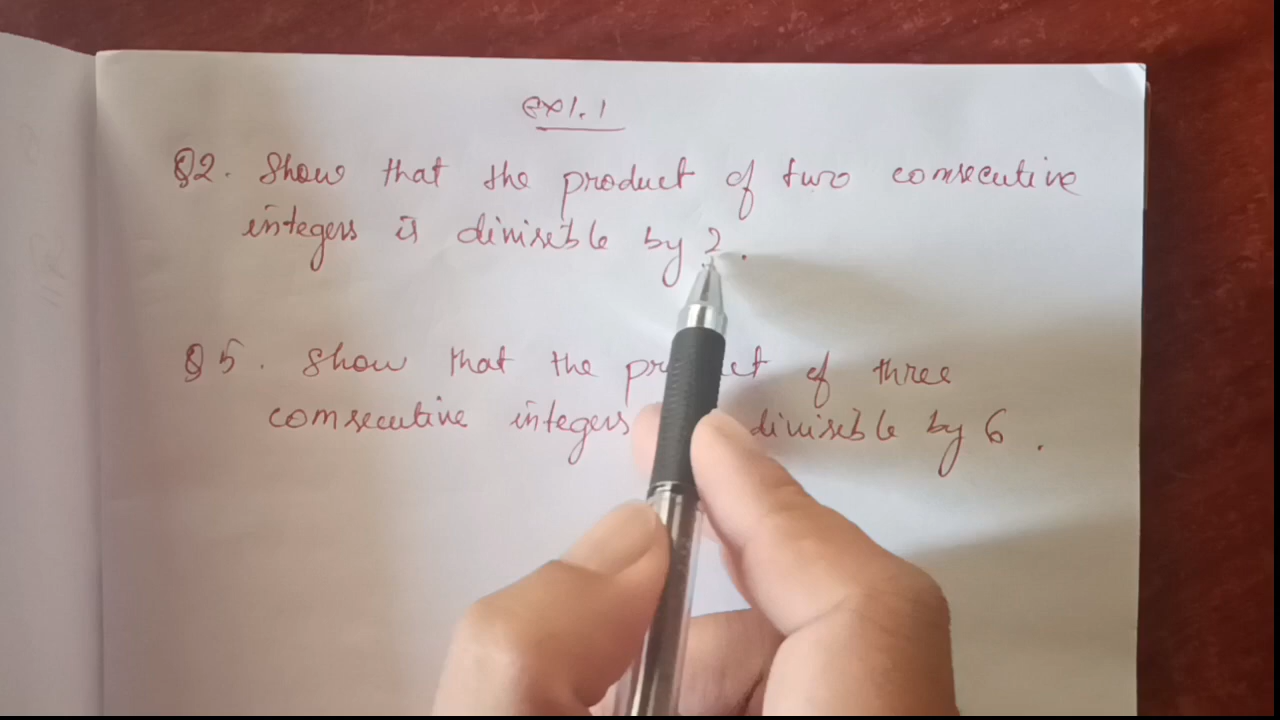 ex1.1
Q2. Show that the product of two consecutive
integers is divisible by 2.
Q5. Show that the of three
consecutive integers divisible by 6.